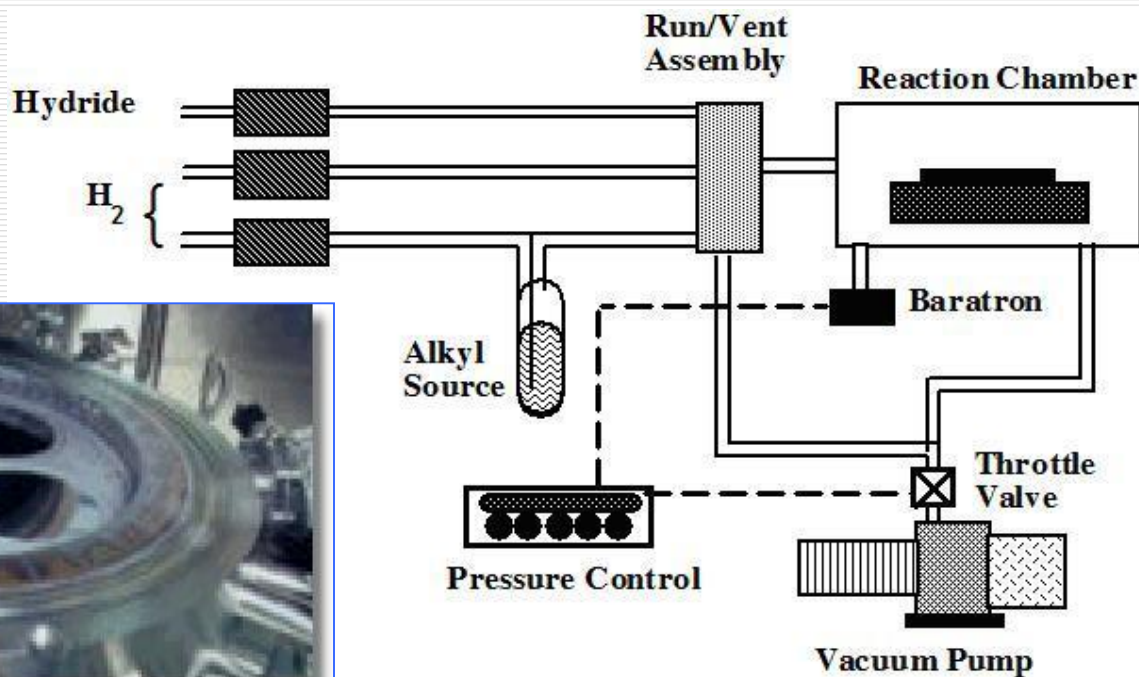 Run/Vent
Assembly
Reaction Chamber
Hydride
H2
Baratron
Alkyl
Source
Throttle
Valve
Pressure Control
Vacuum Pump